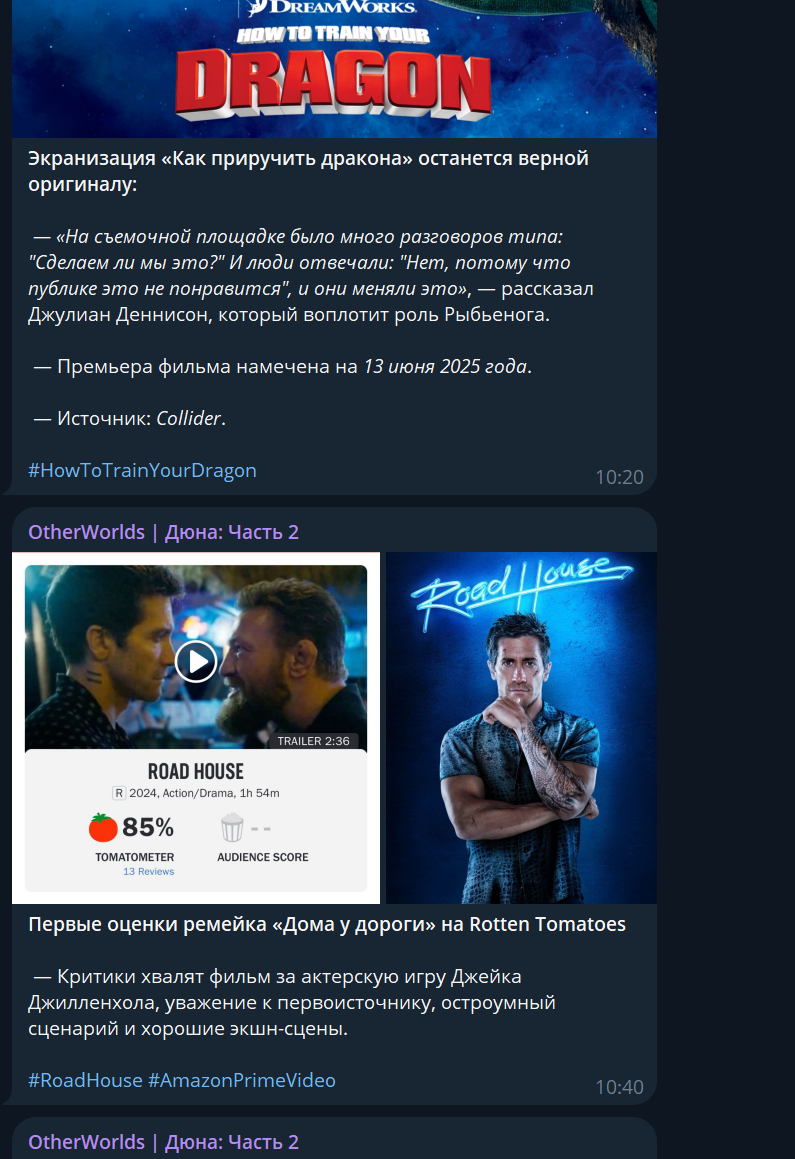 DREAMWORKS
HOW TO TRAIN YOUR
DRAGON
Экранизация «Как приручить дракона» останется верной
оригиналу:
— «На съемочной площадке было много разговоров типа:
"Сделаем ли мы это?" И люди отвечали: "Нет, потому что
публике это не понравится", и они меняли это», — рассказал
Джулиан Деннисон, который воплотит роль Рыбьенога.
— Премьера фильма намечена на 13 июня 2025 года.
— Источник: Collider.
#HowToTrainYourDragon
10:20
OtherWorlds | Дюна: Часть 2
TRAILER 2:36
ROAD HOUSE
R 2024, Action/Drama, 1h 54m
85% --
TOMATOMETER AUDIENCE SCORE
13 Reviews
Road House
Первые оценки ремейка «Дома у дороги» на Rotten Tomatoes
— Критики хвалят фильм за актерскую игру Джейка
Джилленхола, уважение к первоисточнику, остроумный
сценарий и хорошие экшн-сцены.
#RoadHouse #AmazonPrimeVideo
10:40
OtherWorlds | Дюна: Часть 2